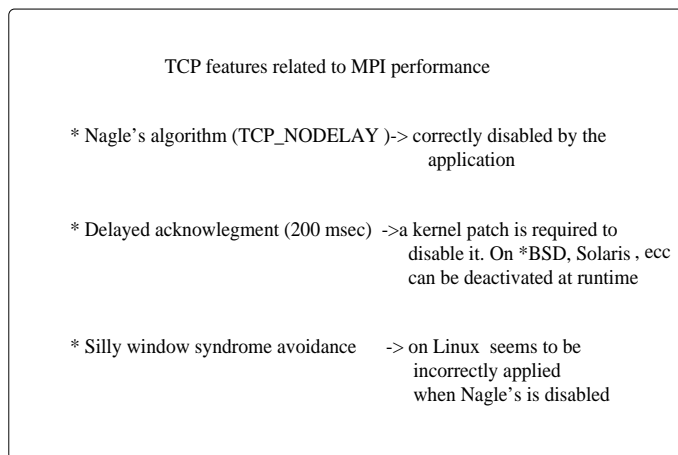 TCP features related to MPI performance
* Nagle's algorithm (TCP_NODELAY )-> correctly disabled by the
application
* Delayed acknowlegment (200 msec) ->a kernel patch is required to
disable it. On *BSD, Solaris , ecc
can be deactivated at runtime
* Silly window syndrome avoidance -> on Linux seems to be
incorrectly applied
when Nagle's is disabled